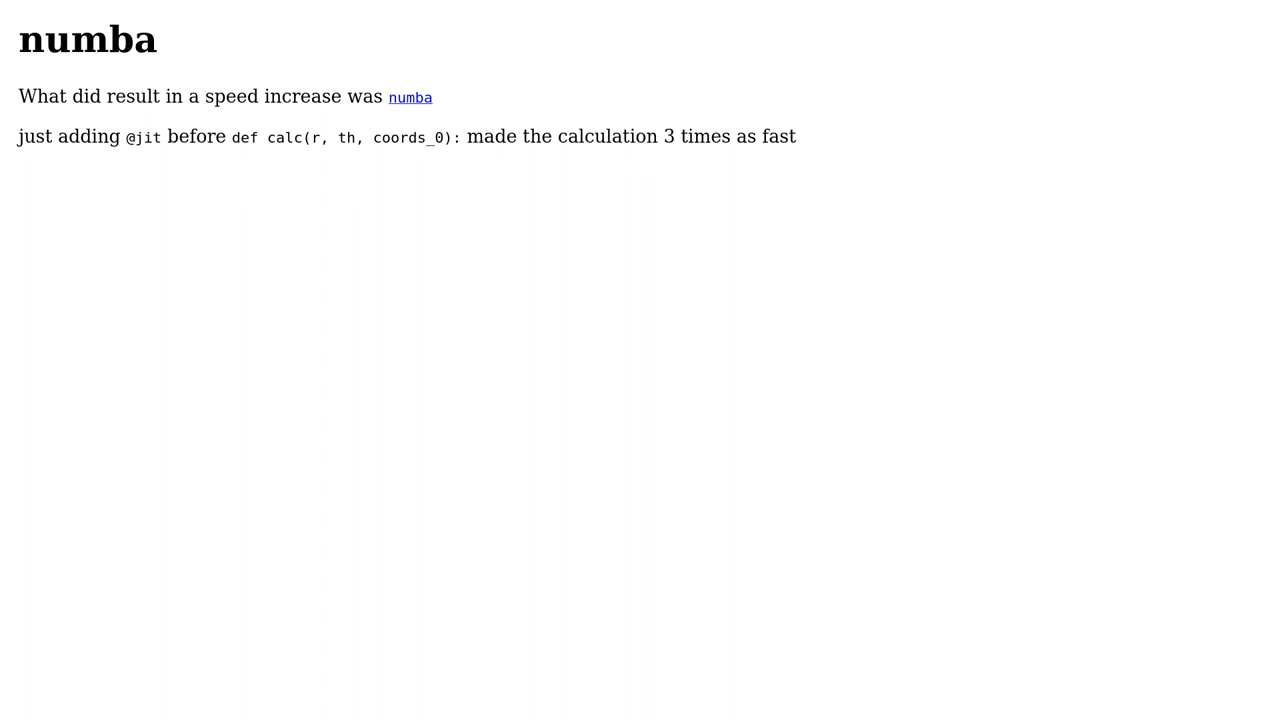 numba
What did result in a speed increase was numba
just adding @jit before def calc(r, th, coords_0): made the calculation 3 times as fast